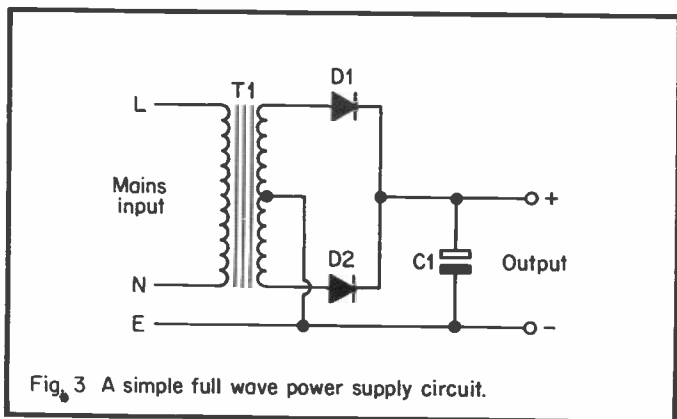 D1
T1
L
Mains
input
+
D2
C1
Output
N
E
-
Fig. 3 A simple full wave power supply circuit.